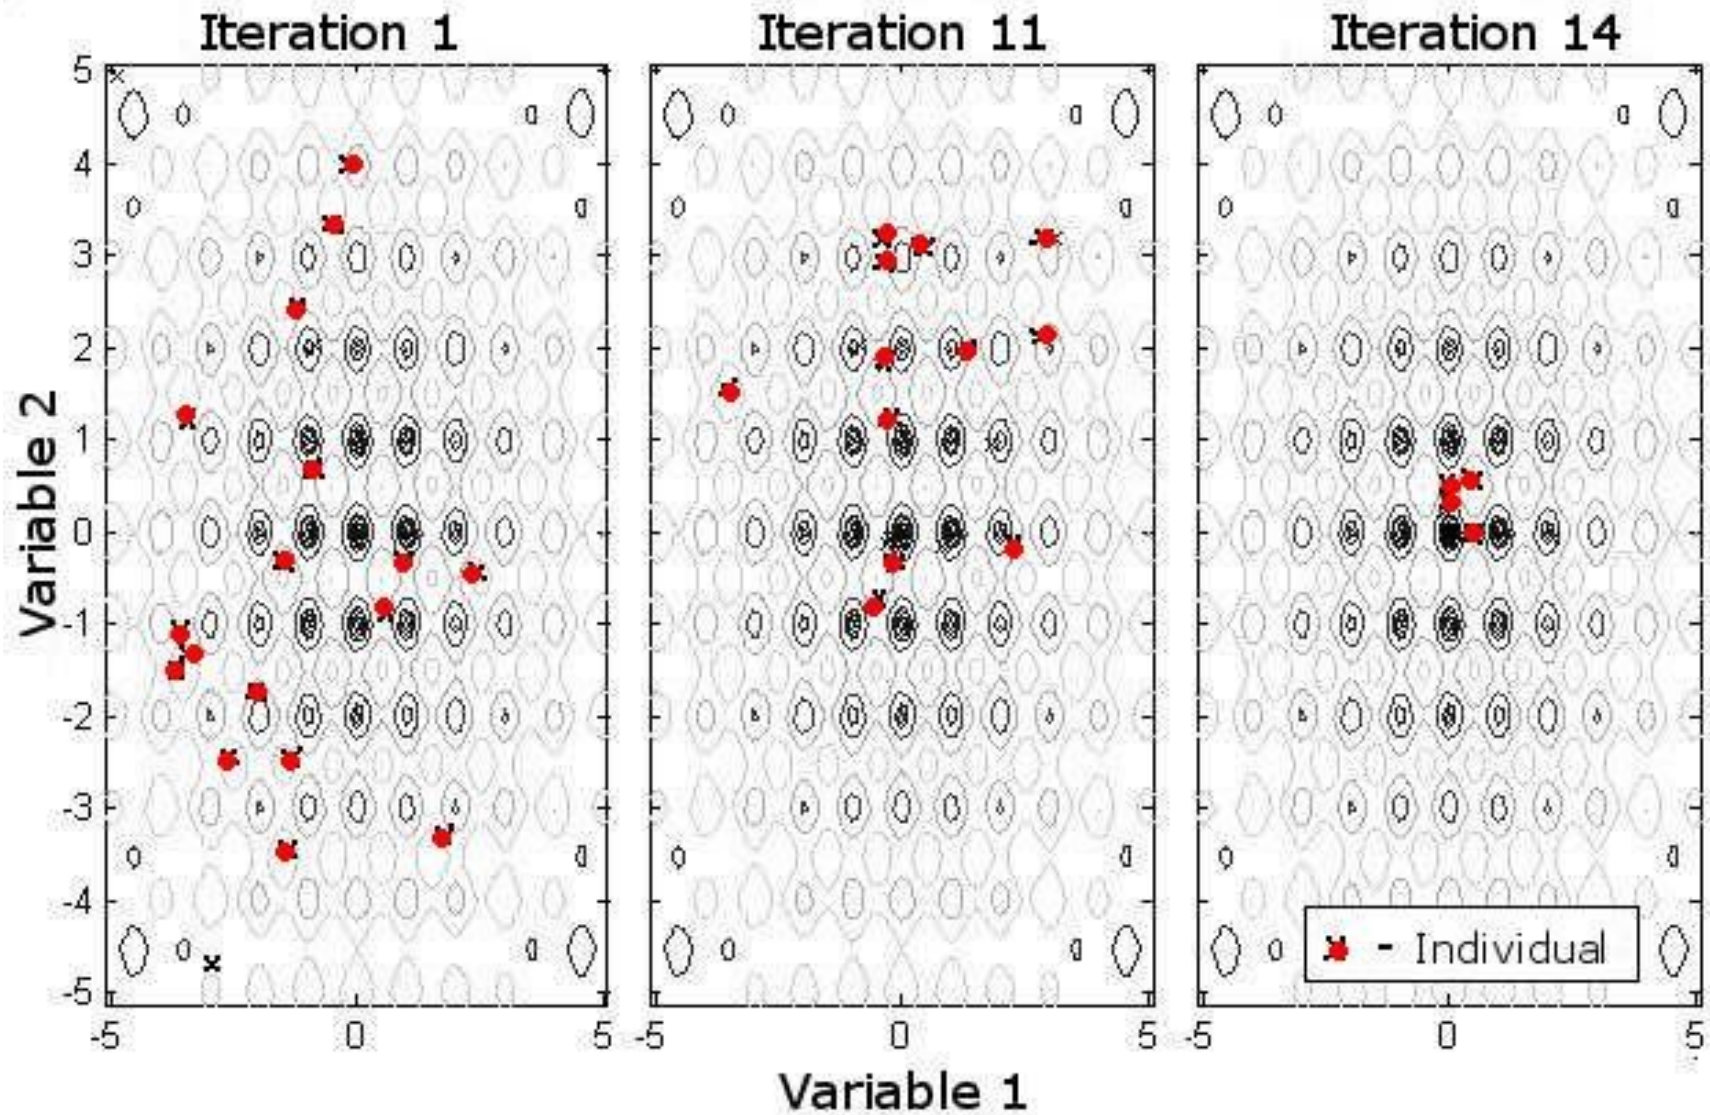 Iteration 1 Iteration 11 Iteration 14
5
4
3
2
1
0
-1
-2
-3
-4
-5
Variable 2
- Individual
-5 0 5 -5 0 5 -5 0 5
Variable 1